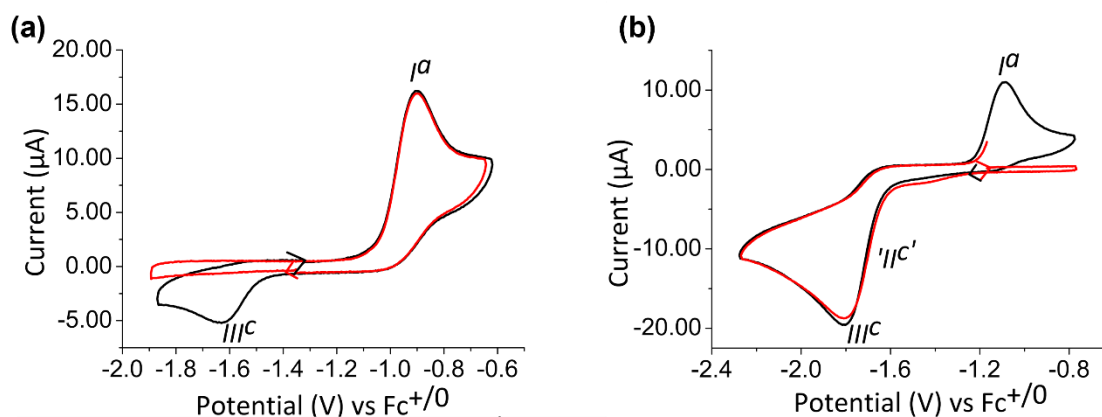 (a)
20.00
15.00
10.00
5.00
0.00
-5.00
Current (μA)
Iᵃ
IIIᶜ
-2.0 -1.8 -1.6 -1.4 -1.2 -1.0 -0.8 -0.6
Potential (V) vs Fc⁺/⁰
(b)
10.00
0.00
-10.00
-20.00
Current (μA)
Iᵃ
'IIᶜ'
IIIᶜ
-2.4 -2.0 -1.6 -1.2 -0.8
Potential (V) vs Fc⁺/⁰